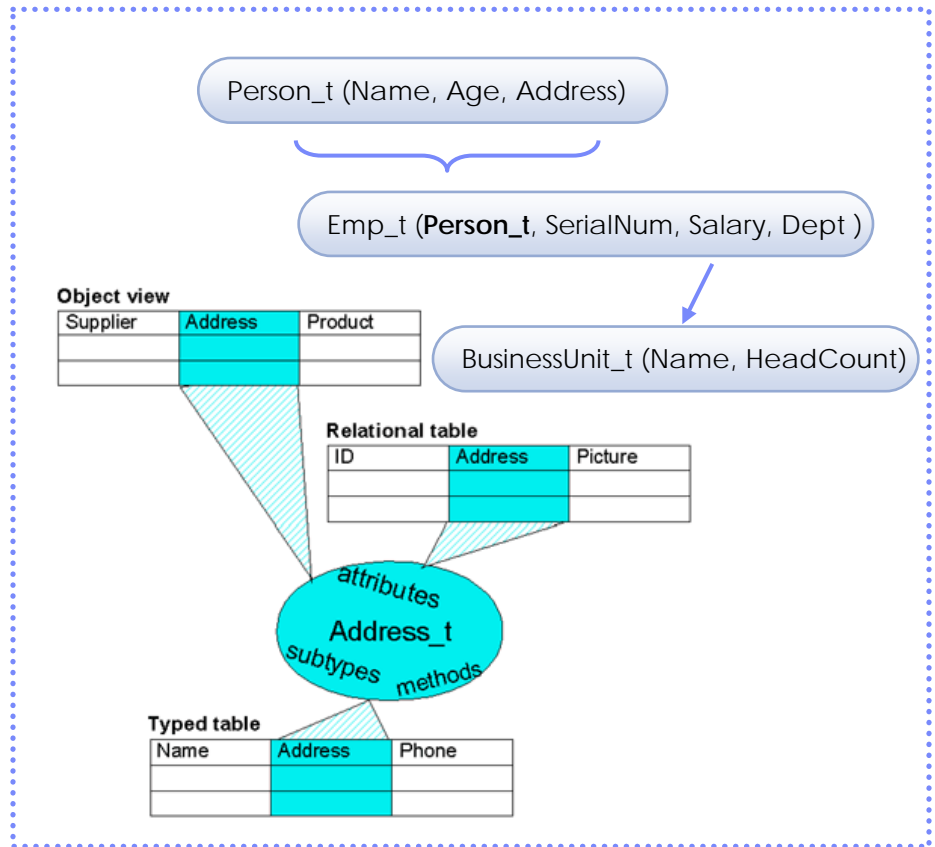 Person_t (Name, Age, Address)
Emp_t (Person_t, SerialNum, Salary, Dept )
BusinessUnit_t (Name, HeadCount)
Object view
Supplier Address Product
Relational table
ID Address Picture
attributes
Address_t
subtypes
methods
Typed table
Name Address Phone